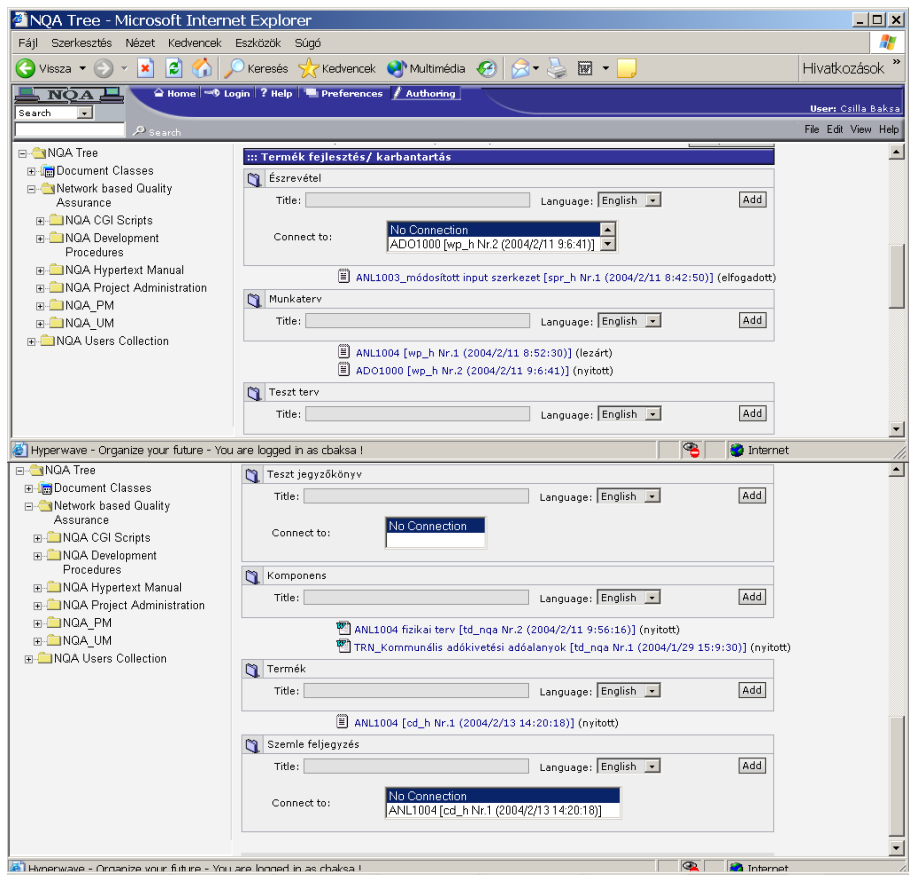 NQA Tree - Microsoft Internet Explorer
Fájl Szerkesztés Nézet Kedvencek Eszközök Súgó
Vissza Keresés Kedvencek Multimédia Hivatkozások »
NQA Home Login ? Help Preferences Authoring
Search User: Csilla Baksa
Search File Edit View Help
NQA Tree
Document Classes
Network based Quality
Assurance
NQA CGI Scripts
NQA Development
Procedures
NQA Hypertext Manual
NQA Project Administration
NQA_PM
NQA_UM
NQA Users Collection
::: Termék fejlesztés/ karbantartás
Észrevétel
Title: Language: English Add
Connect to: No Connection
ADO1000 [wp_h Nr.2 (2004/2/11 9:6:41)]
ANL1003_módosított input szerkezet [spr_h Nr.1 (2004/2/11 8:42:50)] (elfogadott)
Munkaterv
Title: Language: English Add
ANL1004 [wp_h Nr.1 (2004/2/11 8:52:30)] (lezárt)
ADO1000 [wp_h Nr.2 (2004/2/11 9:6:41)] (nyitott)
Teszt terv
Title: Language: English Add
Hyperwave - Organize your future - You are logged in as cbaksa ! Internet
NQA Tree
Document Classes
Network based Quality
Assurance
NQA CGI Scripts
NQA Development
Procedures
NQA Hypertext Manual
NQA Project Administration
NQA_PM
NQA_UM
NQA Users Collection
Teszt jegyzőkönyv
Title: Language: English Add
Connect to: No Connection
Komponens
Title: Language: English Add
ANL1004 fizikai terv [td_nqa Nr.2 (2004/2/11 9:56:16)] (nyitott)
TRN_Kommunális adókivetési adóalanyok [td_nqa Nr.1 (2004/1/29 15:9:30)] (nyitott)
Termék
Title: Language: English Add
ANL1004 [cd_h Nr.1 (2004/2/13 14:20:18)] (nyitott)
Szemle feljegyzés
Title: Language: English Add
Connect to: No Connection
ANL1004 [cd_h Nr.1 (2004/2/13 14:20:18)]
Hyperwave - Organize your future - You are logged in as cbaksa ! Internet